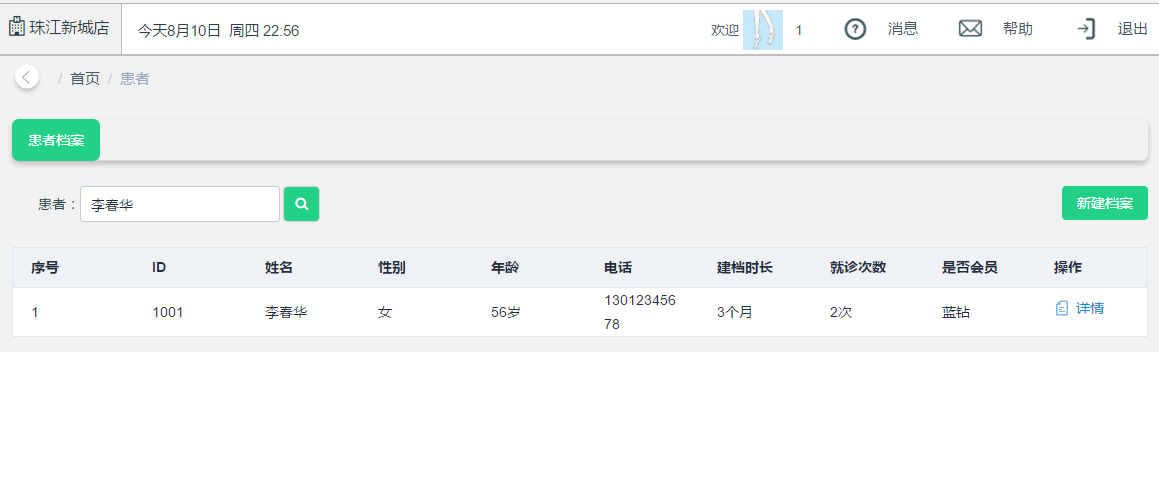 珠江新城店 今天8月10日 周四 22:56 欢迎 1 消息 帮助 退出
/ 首页 / 患者
患者档案
患者： 李春华 新建档案
序号 ID 姓名 性别 年龄 电话 建档时长 就诊次数 是否会员 操作
1 1001 李春华 女 56岁 130123456 3个月 2次 蓝钻 详情
78